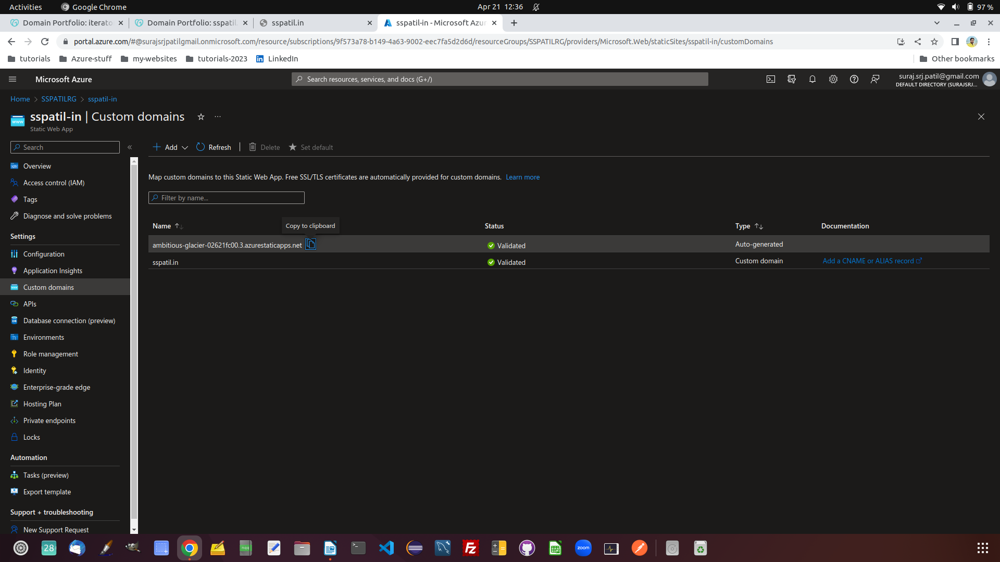 Activities
Google Chrome
Apr 21 12:36
97 %
Domain Portfolio: iterato
Domain Portfolio: sspatil.
sspatil.in
sspatil-in - Microsoft Azur
portal.azure.com/#@surajsrjpatilgmail.onmicrosoft.com/resource/subscriptions/9f573a78-b149-4a63-9002-eec7fa5d2d6d/resourceGroups/SSPATILRG/providers/Microsoft.Web/staticSites/sspatil-in/customDomains
tutorials
Azure-stuff
my-websites
tutorials-2023
LinkedIn
Other bookmarks
Microsoft Azure
Search resources, services, and docs (G+/)
suraj.srj.patil@gmail.com
DEFAULT DIRECTORY (SURAJSRJ...
Home > SSPATILRG > sspatil-in
sspatil-in | Custom domains
Static Web App
Search
Add
Refresh
Delete
Set default
Overview
Access control (IAM)
Tags
Diagnose and solve problems
Settings
Configuration
Application Insights
Custom domains
APIs
Database connection (preview)
Environments
Role management
Identity
Enterprise-grade edge
Hosting Plan
Private endpoints
Locks
Automation
Tasks (preview)
Export template
Support + troubleshooting
New Support Request
Map custom domains to this Static Web App. Free SSL/TLS certificates are automatically provided for custom domains. Learn more
Filter by name...
Copy to clipboard
Name
Status
Type
Documentation
ambitious-glacier-02621fc00.3.azurestaticapps.net
Validated
Auto-generated
sspatil.in
Validated
Custom domain
Add a CNAME or ALIAS record
28
nqq
zoom